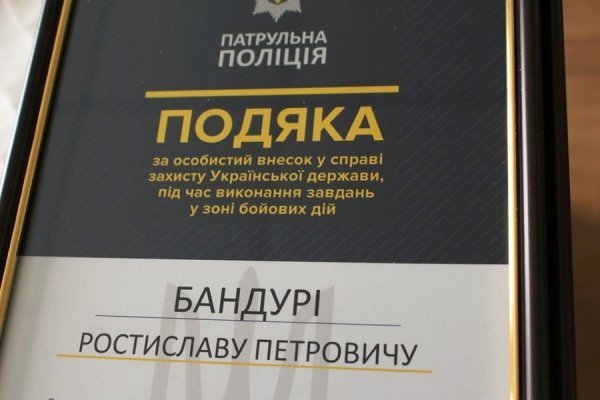 ПАТРУЛЬНА
ПОЛІЦІЯ
ПОДЯКА
за особистий внесок у справі
захисту Української держави,
під час виконання завдань
у зоні бойових дій
БАНДУРІ
РОСТИСЛАВУ ПЕТРОВИЧУ